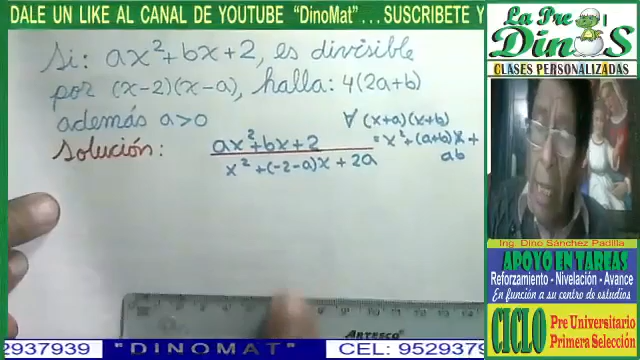 DALE UN LIKE AL CANAL DE YOUTUBE "DinoMat"... SUSCRIBETE Y
La Pre
DinoS
CLASES PERSONALIZADAS
Si: ax²+bx+2, es divisible
por (x-2)(x-a), halla: 4(2a+b)
además a>0
∀ (x+a)(x+b)
= x²+(a+b)x+
ab
Solución:
ax²+bx+2
x²+(-2-a)x+2a
Ing. Dino Sánchez Padilla
APOYO EN TAREAS
Reforzamiento - Nivelación - Avance
En función a su centro de estudios
CICLO Pre Universitario
Primera Selección
ARTESCO
2937939 "DINOMAT" CEL: 9529379